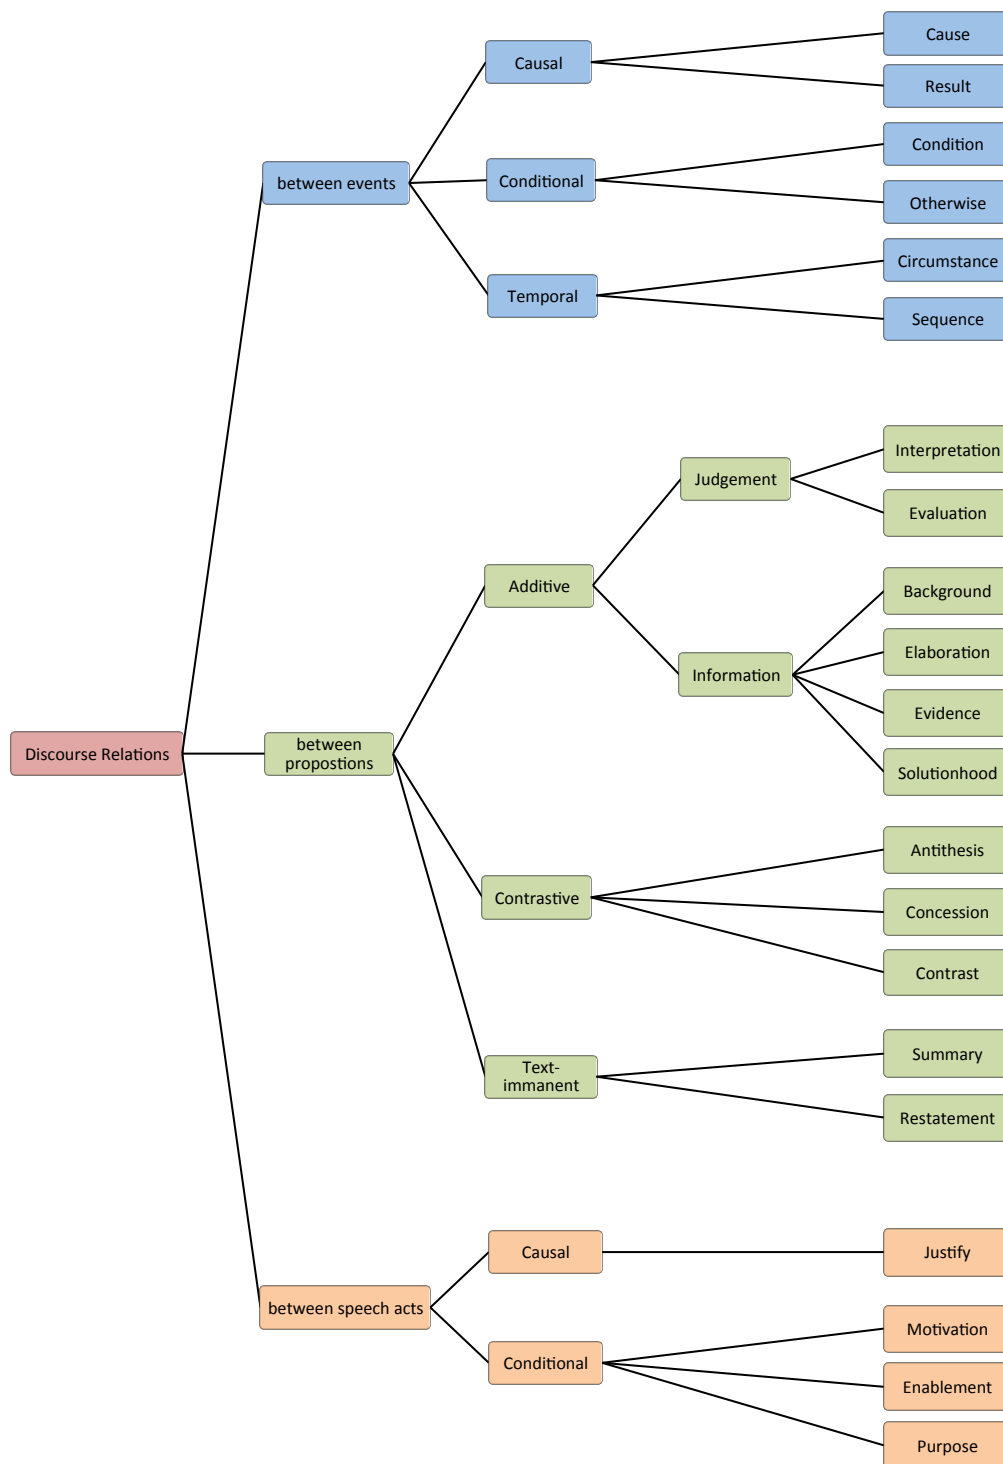 Cause
Causal
Result
Condition
between events
Conditional
Otherwise
Circumstance
Temporal
Sequence
Interpretation
Judgement
Evaluation
Additive
Background
Elaboration
Information
Evidence
Discourse Relations
between
propostions
Solutionhood
Antithesis
Contrastive
Concession
Contrast
Summary
Text-
immanent
Restatement
Causal
Justify
between speech acts
Motivation
Conditional
Enablement
Purpose